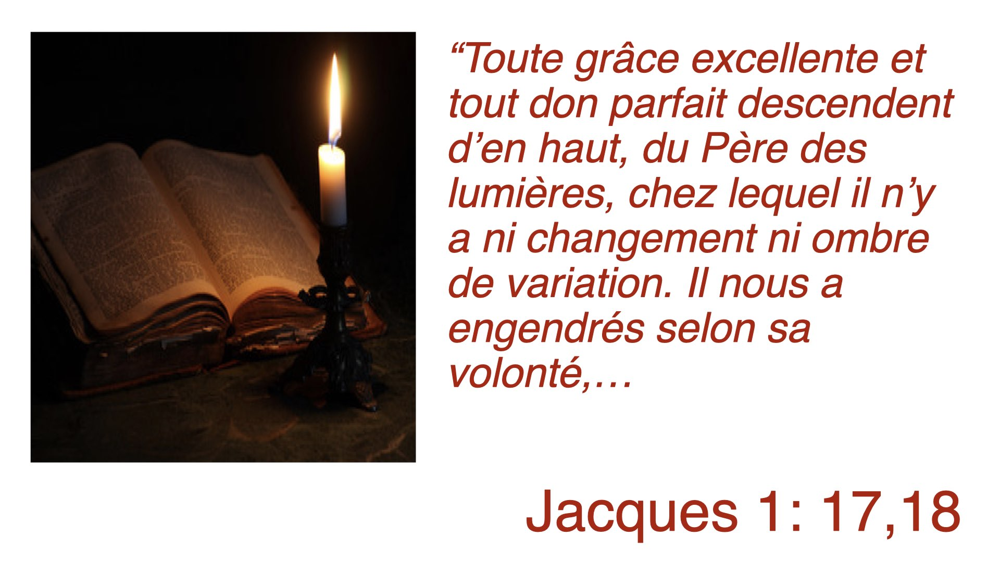 “Toute grâce excellente et
tout don parfait descendent
d’en haut, du Père des
lumières, chez lequel il n’y
a ni changement ni ombre
de variation. Il nous a
engendrés selon sa
volonté,…
Jacques 1: 17,18